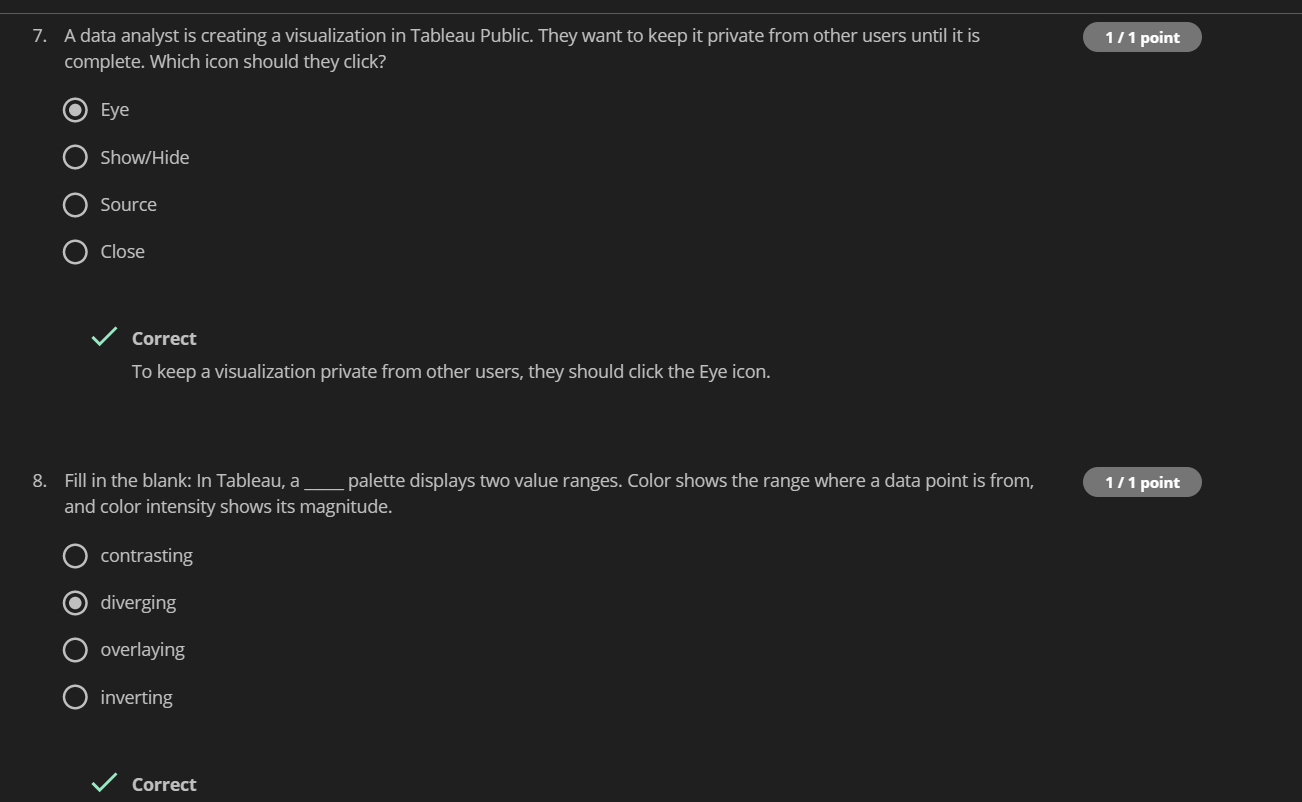 7. A data analyst is creating a visualization in Tableau Public. They want to keep it private from other users until it is
complete. Which icon should they click?
1 / 1 point
Eye
Show/Hide
Source
Close
Correct
To keep a visualization private from other users, they should click the Eye icon.
8. Fill in the blank: In Tableau, a _____ palette displays two value ranges. Color shows the range where a data point is from,
and color intensity shows its magnitude.
1 / 1 point
contrasting
diverging
overlaying
inverting
Correct